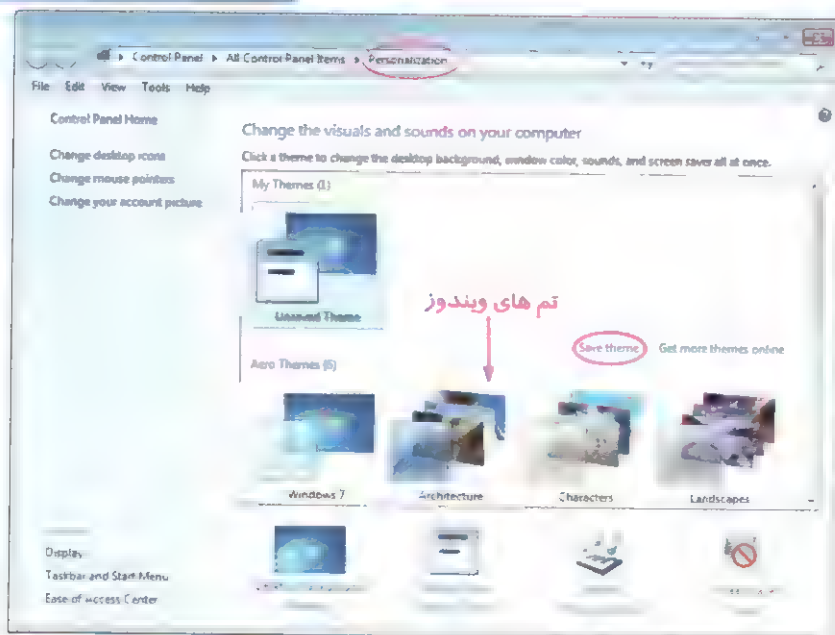 Control Panel ▸ All Control Panel Items ▸ Personalization
File Edit View Tools Help
Control Panel Home
Change desktop icons
Change mouse pointers
Change your account picture
Change the visuals and sounds on your computer
Click a theme to change the desktop background, window color, sounds, and screen saver all at once.
My Themes (1)
Unsaved Theme
تم های ویندوز
Save theme Get more themes online
Aero Themes (6)
Windows 7 Architecture Characters Landscapes
Display
Taskbar and Start Menu
Ease of Access Center